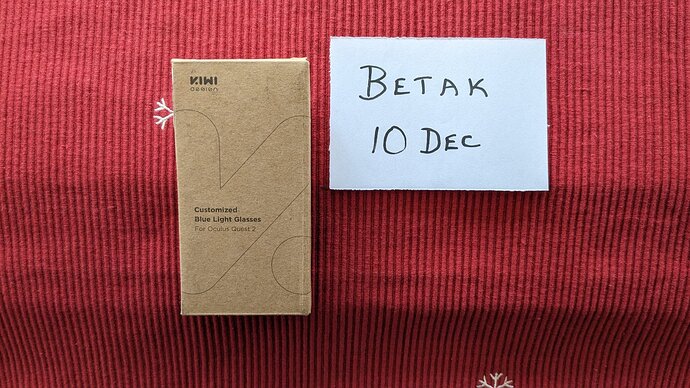 KIWI
design
Customized
Blue Light Glasses
For Oculus Quest 2
BETAK
10 DEC